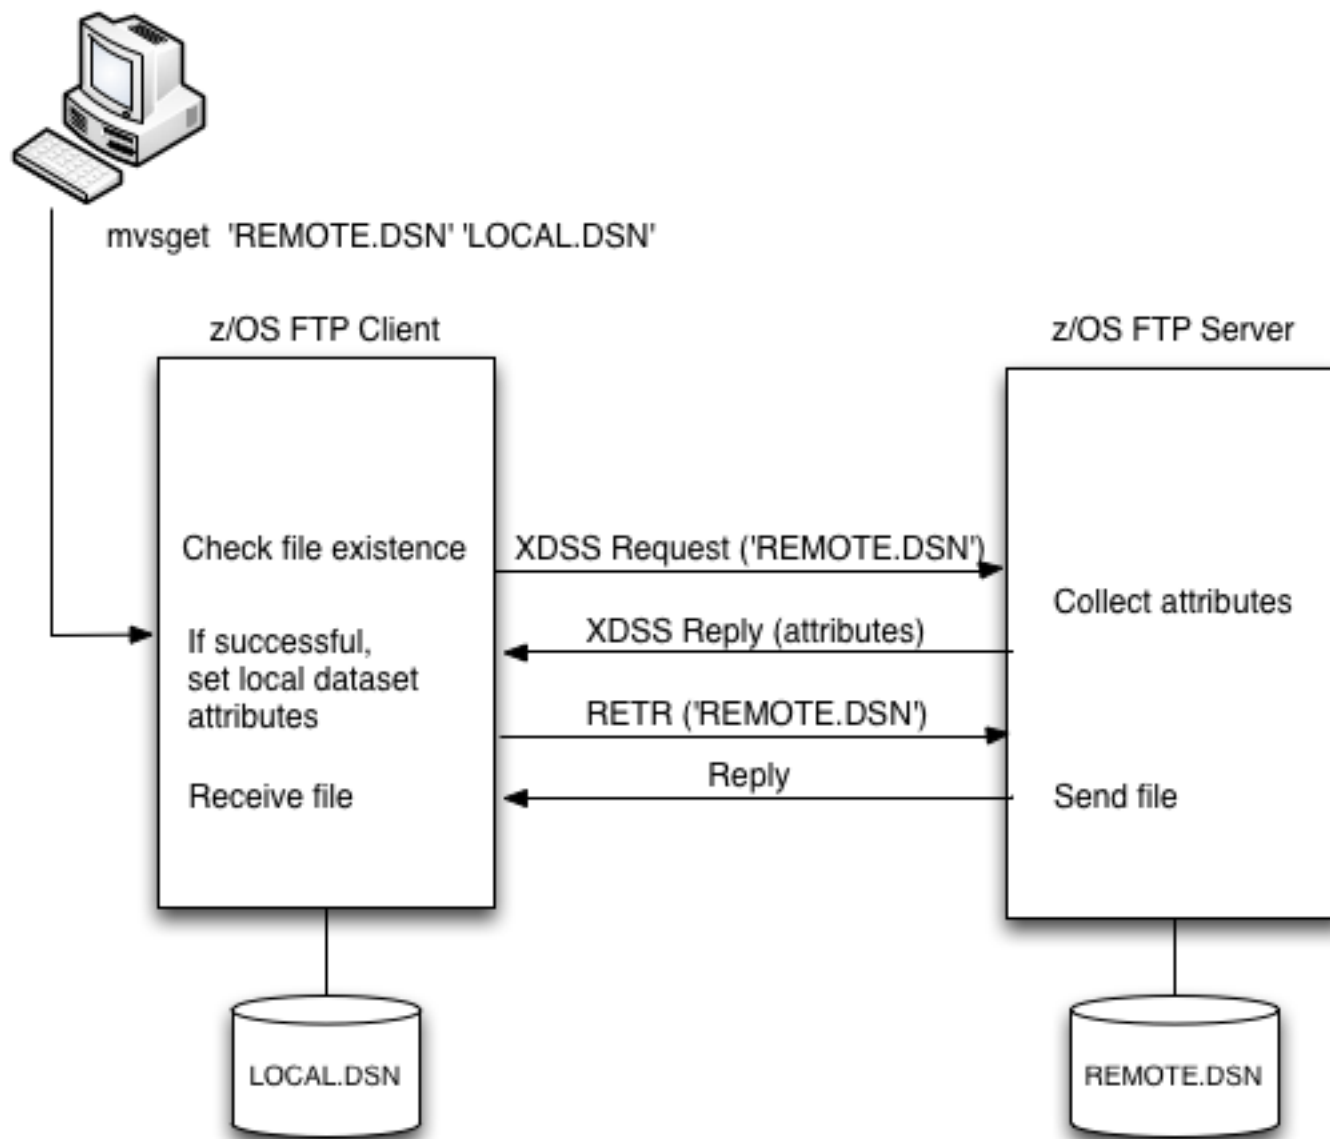 mvsget 'REMOTE.DSN' 'LOCAL.DSN'
z/OS FTP Client
z/OS FTP Server
Check file existence
XDSS Request ('REMOTE.DSN')
Collect attributes
XDSS Reply (attributes)
If successful,
set local dataset
attributes
RETR ('REMOTE.DSN')
Reply
Receive file
Send file
LOCAL.DSN
REMOTE.DSN